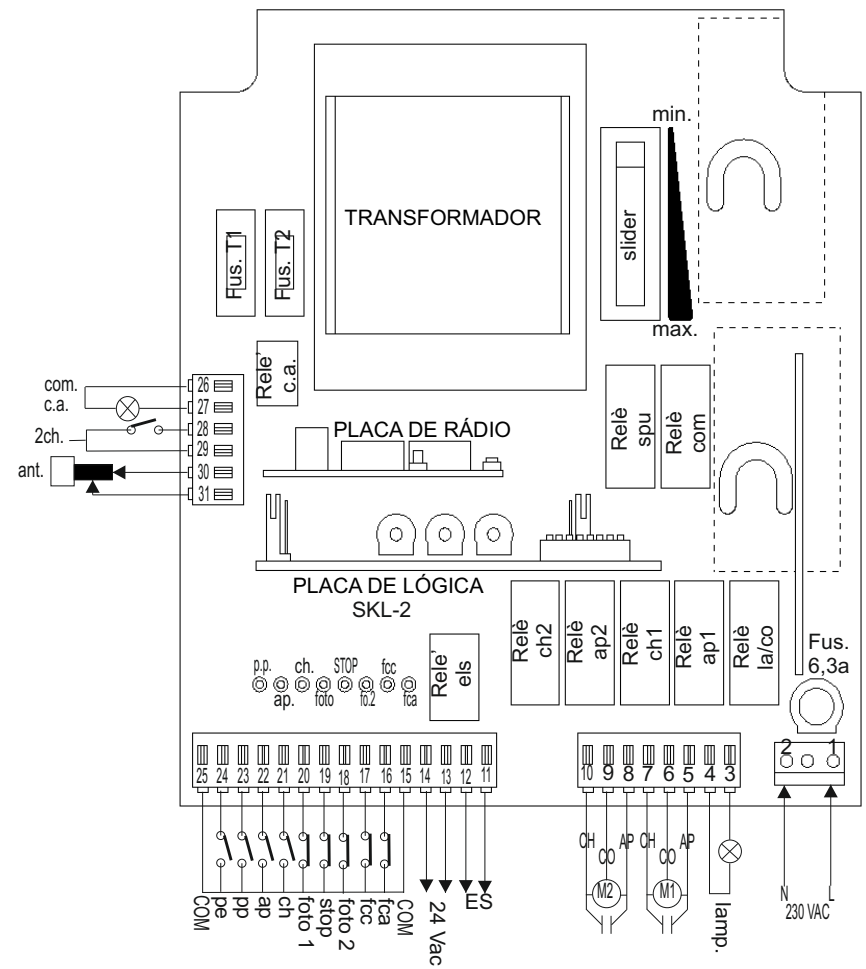 min.
TRANSFORMADOR
slider
Fus. T1
Fus. T2
max.
Rele'
c.a.
com.
c.a.
2ch.
ant.
26
27
28
29
30
31
PLACA DE RÁDIO
Relè
spu
Relè
com
PLACA DE LÓGICA
SKL-2
Relè
ch2
Relè
ap2
Relè
ch1
Relè
ap1
Relè
la/co
Fus.
6,3a
Rele'
els
p.p.
ap.
ch.
foto
STOP
fo.2
fcc
fca
25 24 23 22 21 20 19 18 17 16 15 14 13 12 11
10 9 8 7 6 5 4 3
2 1
COM
pe
pp
ap
ch
foto 1
stop
foto 2
fcc
fca
COM
24 Vac
ES
CH
CO
AP
M2
CH
CO
AP
M1
lamp.
N L
230 VAC